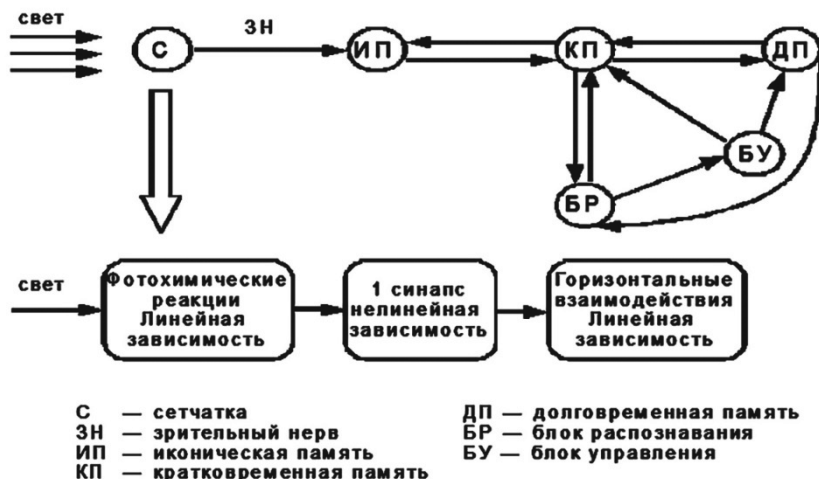 свет
ЗН
С
ИП
КП
ДП
БУ
БР
свет
Фотохимические
реакции
Линейная
зависимость
1 синапс
нелинейная
зависимость
Горизонтальные
взаимодействия
Линейная
зависимость
С — сетчатка
ЗН — зрительный нерв
ИП — иконическая память
КП — кратковременная память
ДП — долговременная память
БР — блок распознавания
БУ — блок управления